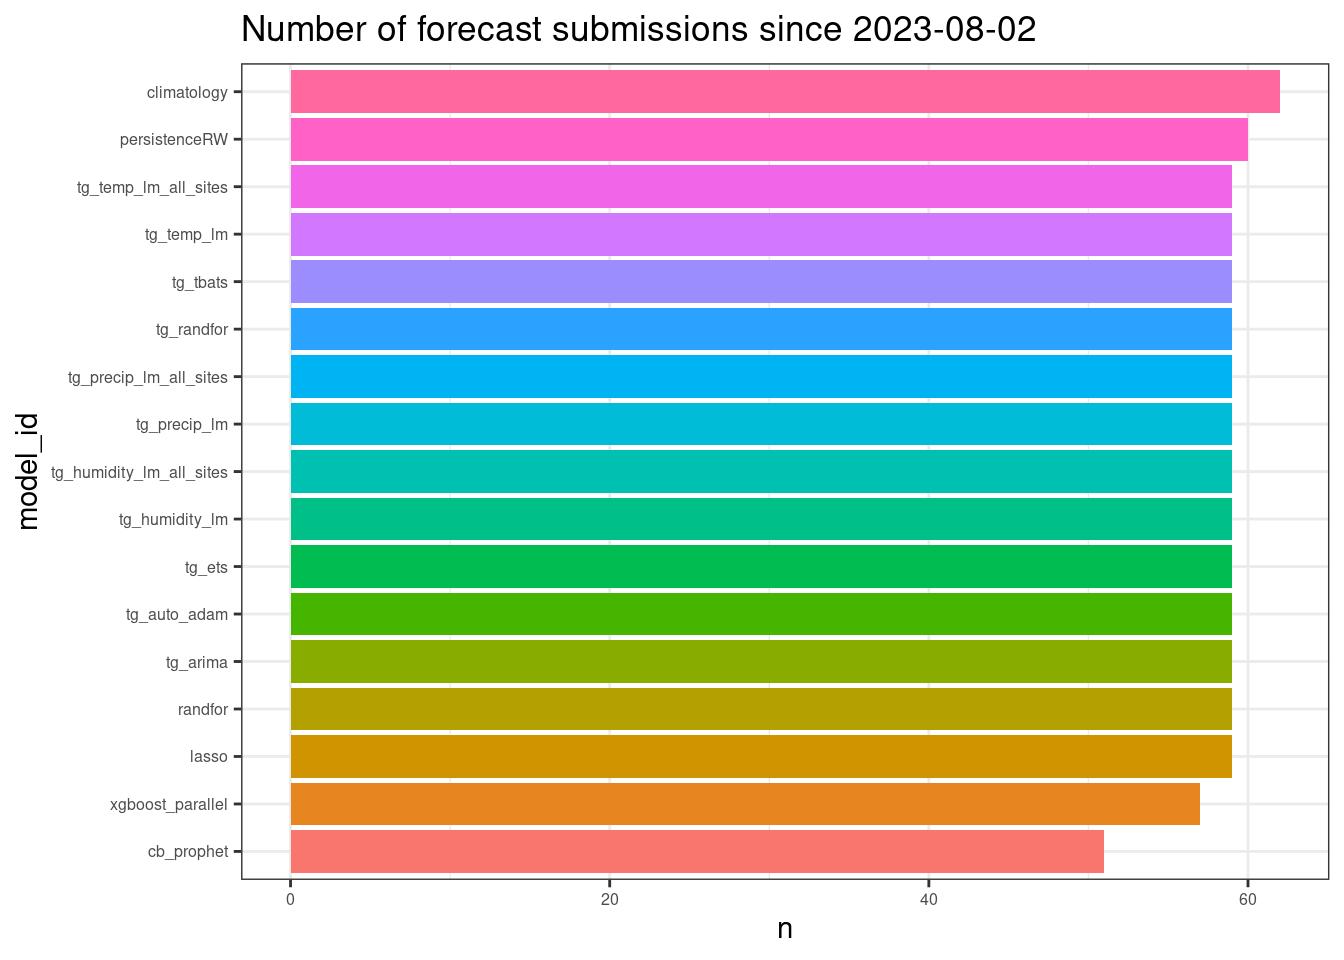 Number of forecast submissions since 2023-08-02
climatology
persistenceRW
tg_temp_lm_all_sites
tg_temp_lm
tg_tbats
tg_randfor
tg_precip_lm_all_sites
tg_precip_lm
tg_humidity_lm_all_sites
tg_humidity_lm
tg_ets
tg_auto_adam
tg_arima
randfor
lasso
xgboost_parallel
cb_prophet
model_id
0 20 40 60
n